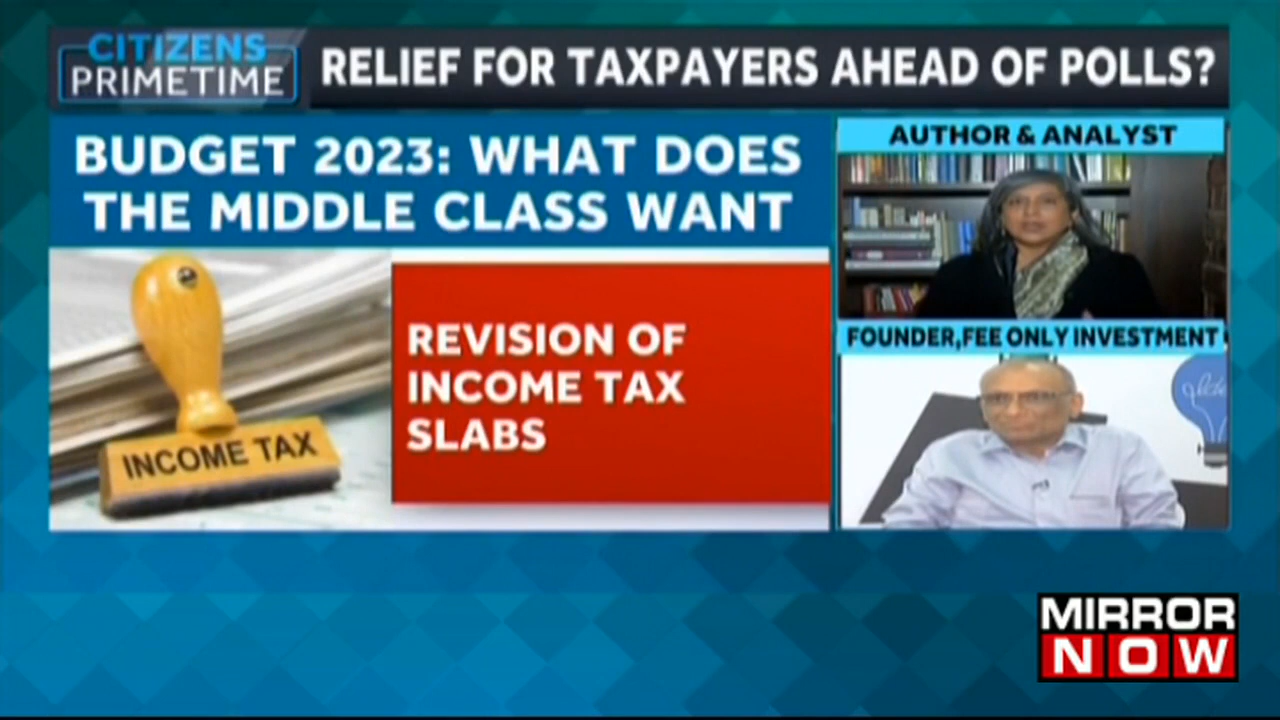 CITIZENS
PRIMETIME
RELIEF FOR TAXPAYERS AHEAD OF POLLS?
BUDGET 2023: WHAT DOES
THE MIDDLE CLASS WANT
INCOME TAX
REVISION OF
INCOME TAX
SLABS
AUTHOR & ANALYST
FOUNDER,FEE ONLY INVESTMENT
MIRROR
NOW